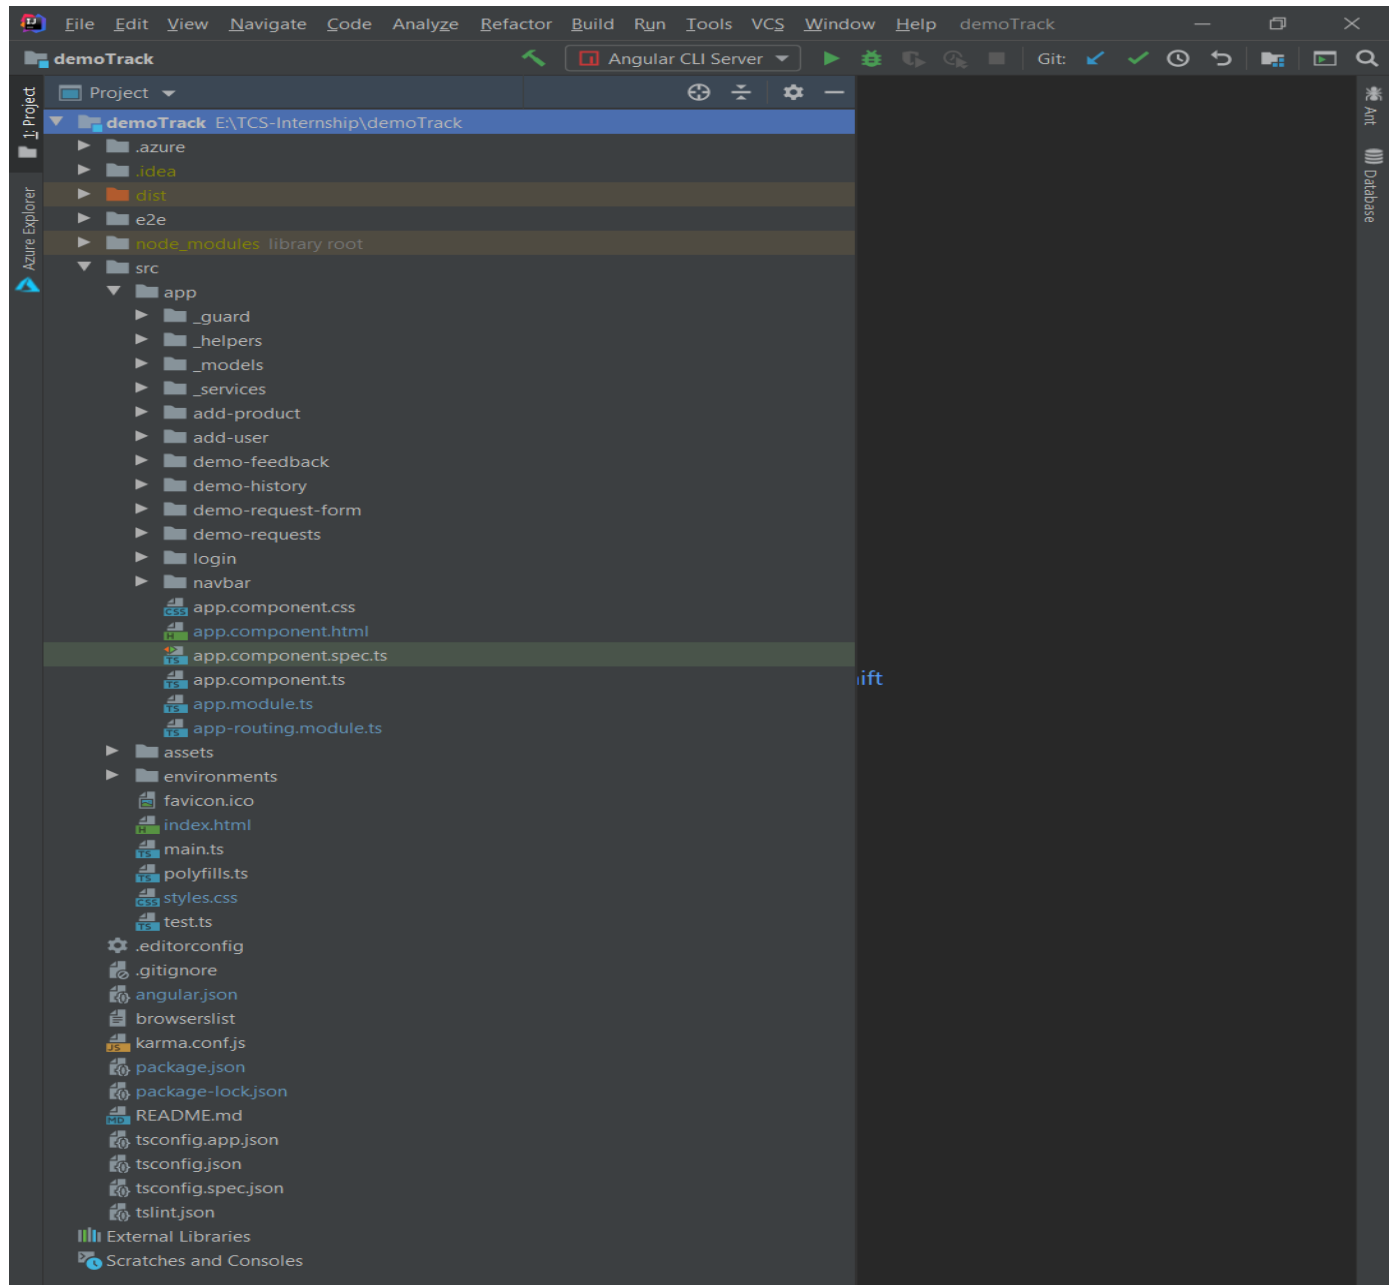 File Edit View Navigate Code Analyze Refactor Build Run Tools VCS Window Help demoTrack
demoTrack Angular CLI Server Git:
1: Project
Azure Explorer
Project
demoTrack E:\TCS-Internship\demoTrack
.azure
.idea
dist
e2e
node_modules library root
src
app
_guard
_helpers
_models
_services
add-product
add-user
demo-feedback
demo-history
demo-request-form
demo-requests
login
navbar
app.component.css
app.component.html
app.component.spec.ts
app.component.ts
app.module.ts
app-routing.module.ts
assets
environments
favicon.ico
index.html
main.ts
polyfills.ts
styles.css
test.ts
.editorconfig
.gitignore
angular.json
browserslist
karma.conf.js
package.json
package-lock.json
README.md
tsconfig.app.json
tsconfig.json
tsconfig.spec.json
tslint.json
External Libraries
Scratches and Consoles
ift
Ant
Database